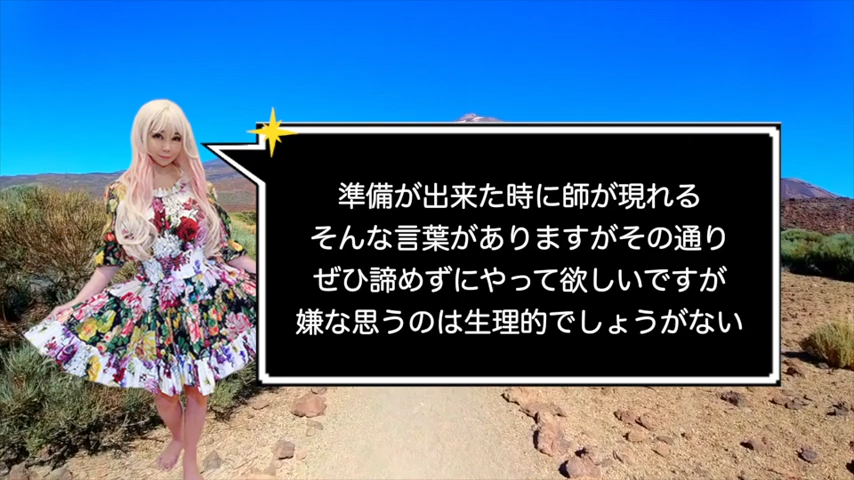 準備が出来た時に師が現れる
そんな言葉がありますがその通り
ぜひ諦めずにやって欲しいですが
嫌な思うのは生理的でしょうがない